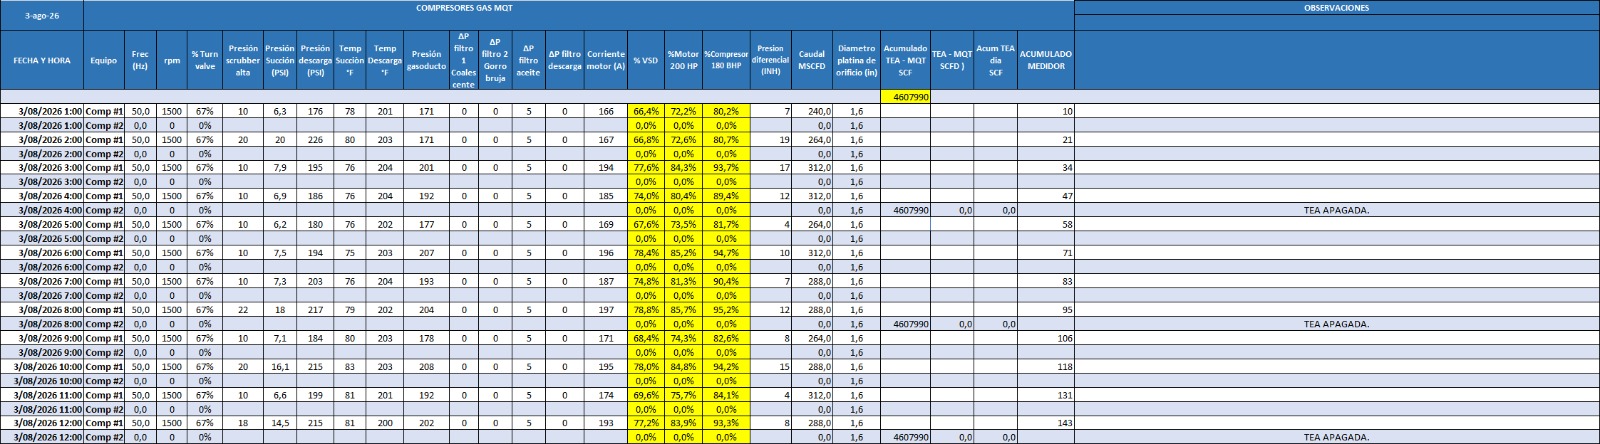 3-ago-26 COMPRESORES GAS MQT OBSERVACIONES
FECHA Y HORA Equipo Frec (Hz) rpm % Turn valve Presión scrubber alta Presión Succión (PSI) Presión descarga (PSI) Temp Succión °F Temp Descarga °F Presión gasoducto ΔP filtro 1 Coales cente ΔP filtro 2 Gorro bruja ΔP filtro aceite ΔP filtro descarga Corriente motor (A) % VSD %Motor 200 HP %Compresor 180 BHP Presion diferencial (INH) Caudal MSCFD Diametro platina de orificio (in) Acumulado TEA - MQT SCF TEA - MQT SCFD ) Acum TEA dia SCF ACUMULADO MEDIDOR
4607990
3/08/2026 1:00 Comp #1 50,0 1500 67% 10 6,3 176 78 201 171 0 0 5 0 166 66,4% 72,2% 80,2% 7 240,0 1,6 10
3/08/2026 1:00 Comp #2 0,0 0 0% 0,0% 0,0% 0,0% 0,0 1,6
3/08/2026 2:00 Comp #1 50,0 1500 67% 20 20 226 80 203 171 0 0 5 0 167 66,8% 72,6% 80,7% 19 264,0 1,6 21
3/08/2026 2:00 Comp #2 0,0 0 0% 0,0% 0,0% 0,0% 0,0 1,6
3/08/2026 3:00 Comp #1 50,0 1500 67% 10 7,9 195 76 204 201 0 0 5 0 194 77,6% 84,3% 93,7% 17 312,0 1,6 34
3/08/2026 3:00 Comp #2 0,0 0 0% 0,0% 0,0% 0,0% 0,0 1,6
3/08/2026 4:00 Comp #1 50,0 1500 67% 10 6,9 186 76 204 192 0 0 5 0 185 74,0% 80,4% 89,4% 12 312,0 1,6 47
3/08/2026 4:00 Comp #2 0,0 0 0% 0,0% 0,0% 0,0% 0,0 1,6 4607990 0,0 0,0 TEA APAGADA.
3/08/2026 5:00 Comp #1 50,0 1500 67% 10 6,2 180 76 202 177 0 0 5 0 169 67,6% 73,5% 81,7% 4 264,0 1,6 58
3/08/2026 5:00 Comp #2 0,0 0 0% 0,0% 0,0% 0,0% 0,0 1,6
3/08/2026 6:00 Comp #1 50,0 1500 67% 10 7,5 194 75 203 207 0 0 5 0 196 78,4% 85,2% 94,7% 10 312,0 1,6 71
3/08/2026 6:00 Comp #2 0,0 0 0% 0,0% 0,0% 0,0% 0,0 1,6
3/08/2026 7:00 Comp #1 50,0 1500 67% 10 7,3 203 76 204 193 0 0 5 0 187 74,8% 81,3% 90,4% 7 288,0 1,6 83
3/08/2026 7:00 Comp #2 0,0 0 0% 0,0% 0,0% 0,0% 0,0 1,6
3/08/2026 8:00 Comp #1 50,0 1500 67% 22 18 217 79 202 204 0 0 5 0 197 78,8% 85,7% 95,2% 12 288,0 1,6 95
3/08/2026 8:00 Comp #2 0,0 0 0% 0,0% 0,0% 0,0% 0,0 1,6 4607990 0,0 0,0 TEA APAGADA.
3/08/2026 9:00 Comp #1 50,0 1500 67% 10 7,1 184 80 203 178 0 0 5 0 171 68,4% 74,3% 82,6% 8 264,0 1,6 106
3/08/2026 9:00 Comp #2 0,0 0 0% 0,0% 0,0% 0,0% 0,0 1,6
3/08/2026 10:00 Comp #1 50,0 1500 67% 20 16,1 215 83 203 208 0 0 5 0 195 78,0% 84,8% 94,2% 15 288,0 1,6 118
3/08/2026 10:00 Comp #2 0,0 0 0% 0,0% 0,0% 0,0% 0,0 1,6
3/08/2026 11:00 Comp #1 50,0 1500 67% 10 6,6 199 81 201 192 0 0 5 0 174 69,6% 75,7% 84,1% 4 312,0 1,6 131
3/08/2026 11:00 Comp #2 0,0 0 0% 0,0% 0,0% 0,0% 0,0 1,6
3/08/2026 12:00 Comp #1 50,0 1500 67% 18 14,5 215 81 200 202 0 0 5 0 193 77,2% 83,9% 93,3% 8 288,0 1,6 143
3/08/2026 12:00 Comp #2 0,0 0 0% 0,0% 0,0% 0,0% 0,0 1,6 4607990 0,0 0,0 TEA APAGADA.